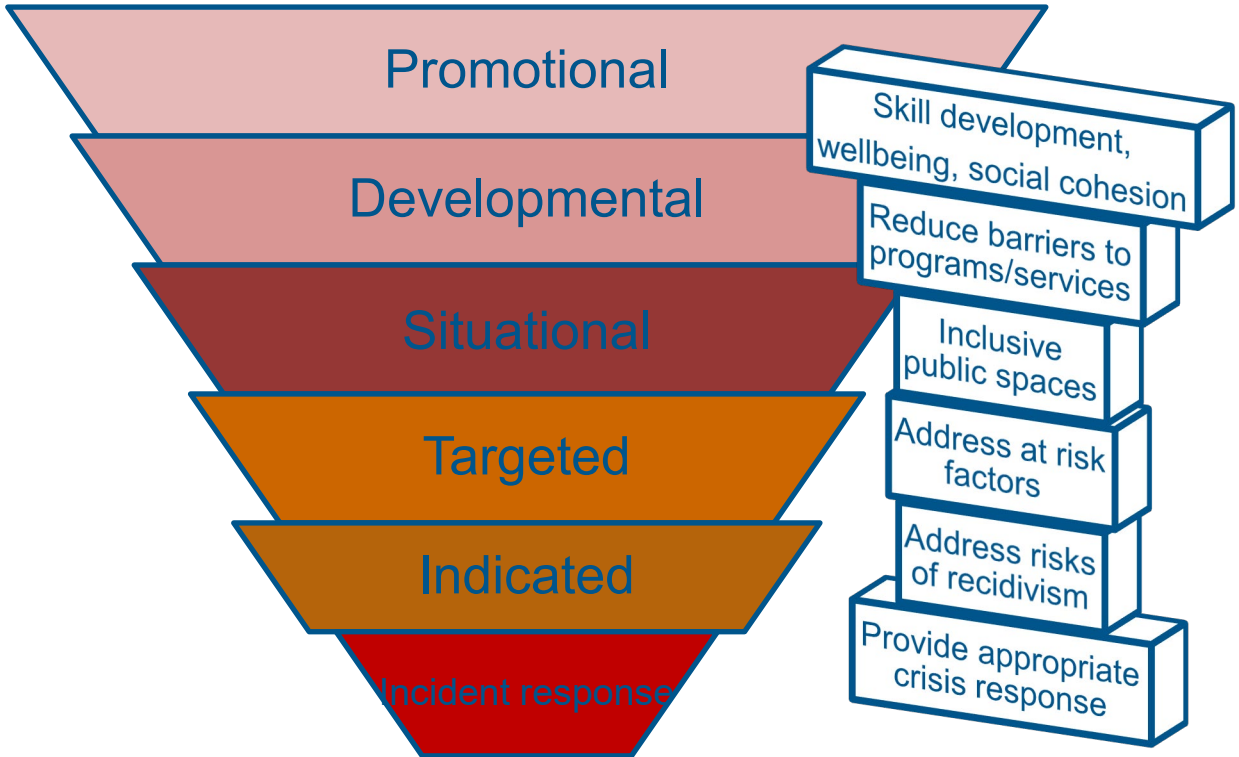 Promotional
Skill development,
wellbeing, social cohesion
Developmental
Reduce barriers to
programs/services
Situational
Inclusive
public spaces
Targeted
Address at risk
factors
Indicated
Address risks
of recidivism
Incident response
Provide appropriate
crisis response